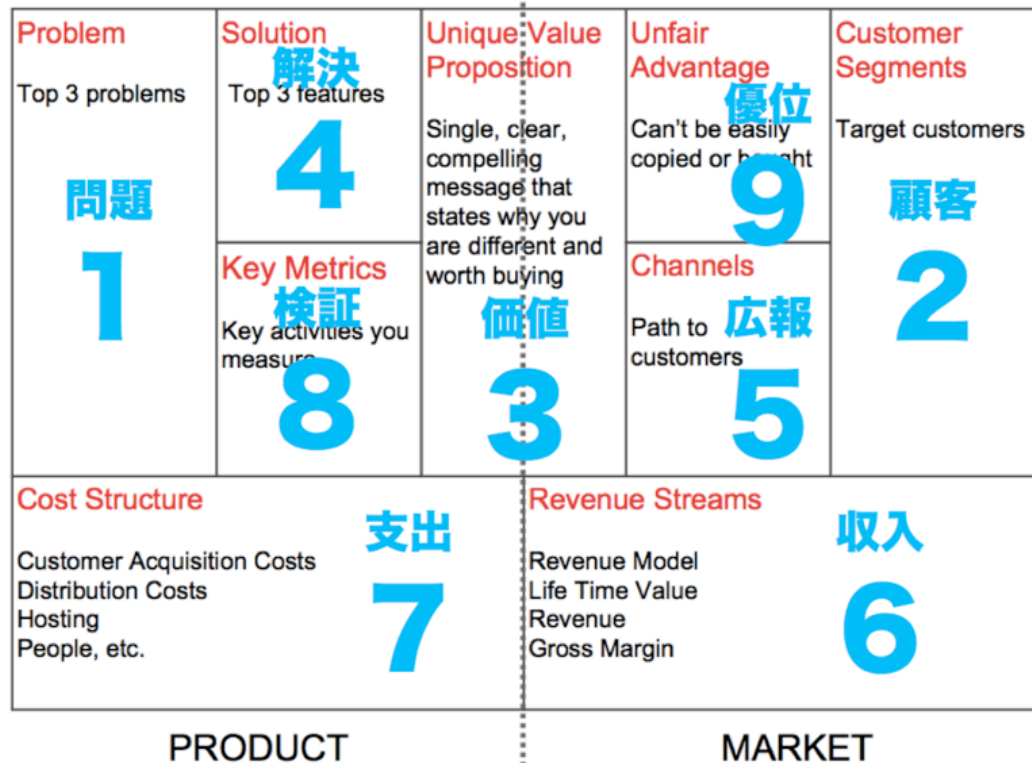 Problem
Top 3 problems
問題
1
Solution
解決
Top 3 features
4
Key Metrics
検証
Key activities you
measure
8
Unique Value
Proposition
Single, clear,
compelling
message that
states why you
are different and
worth buying
価値
3
Unfair
Advantage
優位
Can't be easily
copied or bought
9
Channels
Path to
customers
広報
5
Customer
Segments
Target customers
顧客
2
Cost Structure
Customer Acquisition Costs
Distribution Costs
Hosting
People, etc.
支出
7
Revenue Streams
Revenue Model
Life Time Value
Revenue
Gross Margin
収入
6
PRODUCT
MARKET